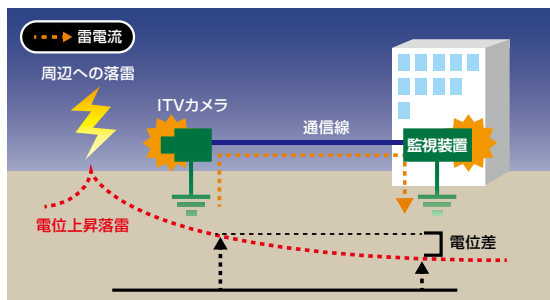 雷電流
周辺への落雷
ITVカメラ
通信線
監視装置
電位上昇落雷
電位差